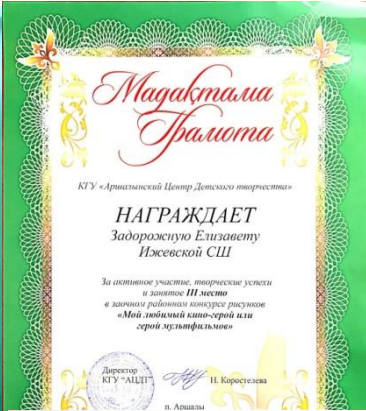 Мадақтама
Грамота
КГУ «Аршалынский Центр Детского творчества»
НАГРАЖДАЕТ
Задорожную Елизавету
Ижевской СШ
За активное участие, творческие успехи
и занятое III место
в заочном районном конкурсе рисунков
«Мой любимый кино-герой или
герой мультфильмов»
Директор
КГУ "АЦДТ"
Н. Коростелева
п. Аршалы